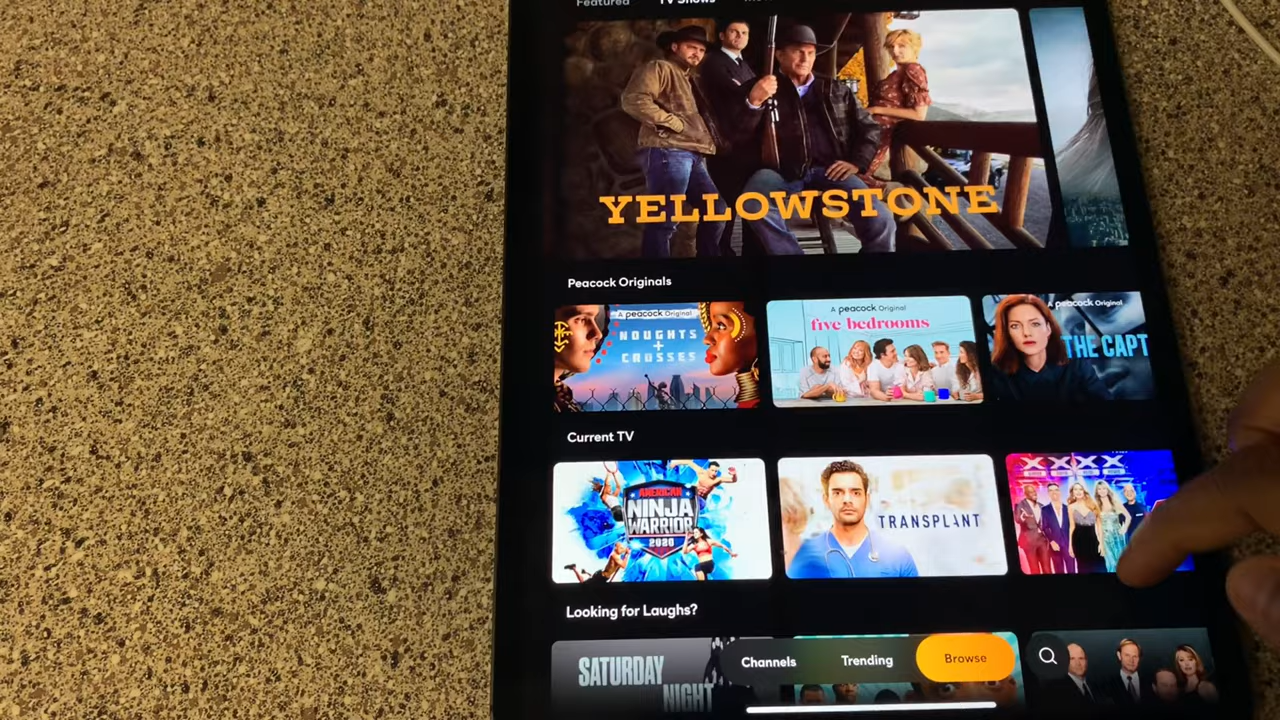 Featured TV Shows
YELLOWSTONE
Peacock Originals
A peacock Original
NOUGHTS
+
CROSSES
A peacock Original
five bedrooms
A peacock Original
THE CAPT
Current TV
AMERICAN
NINJA
WARRIOR
2020
TRANSPLANT
XXXX
Looking for Laughs?
SATURDAY
NIGHT
Channels Trending Browse